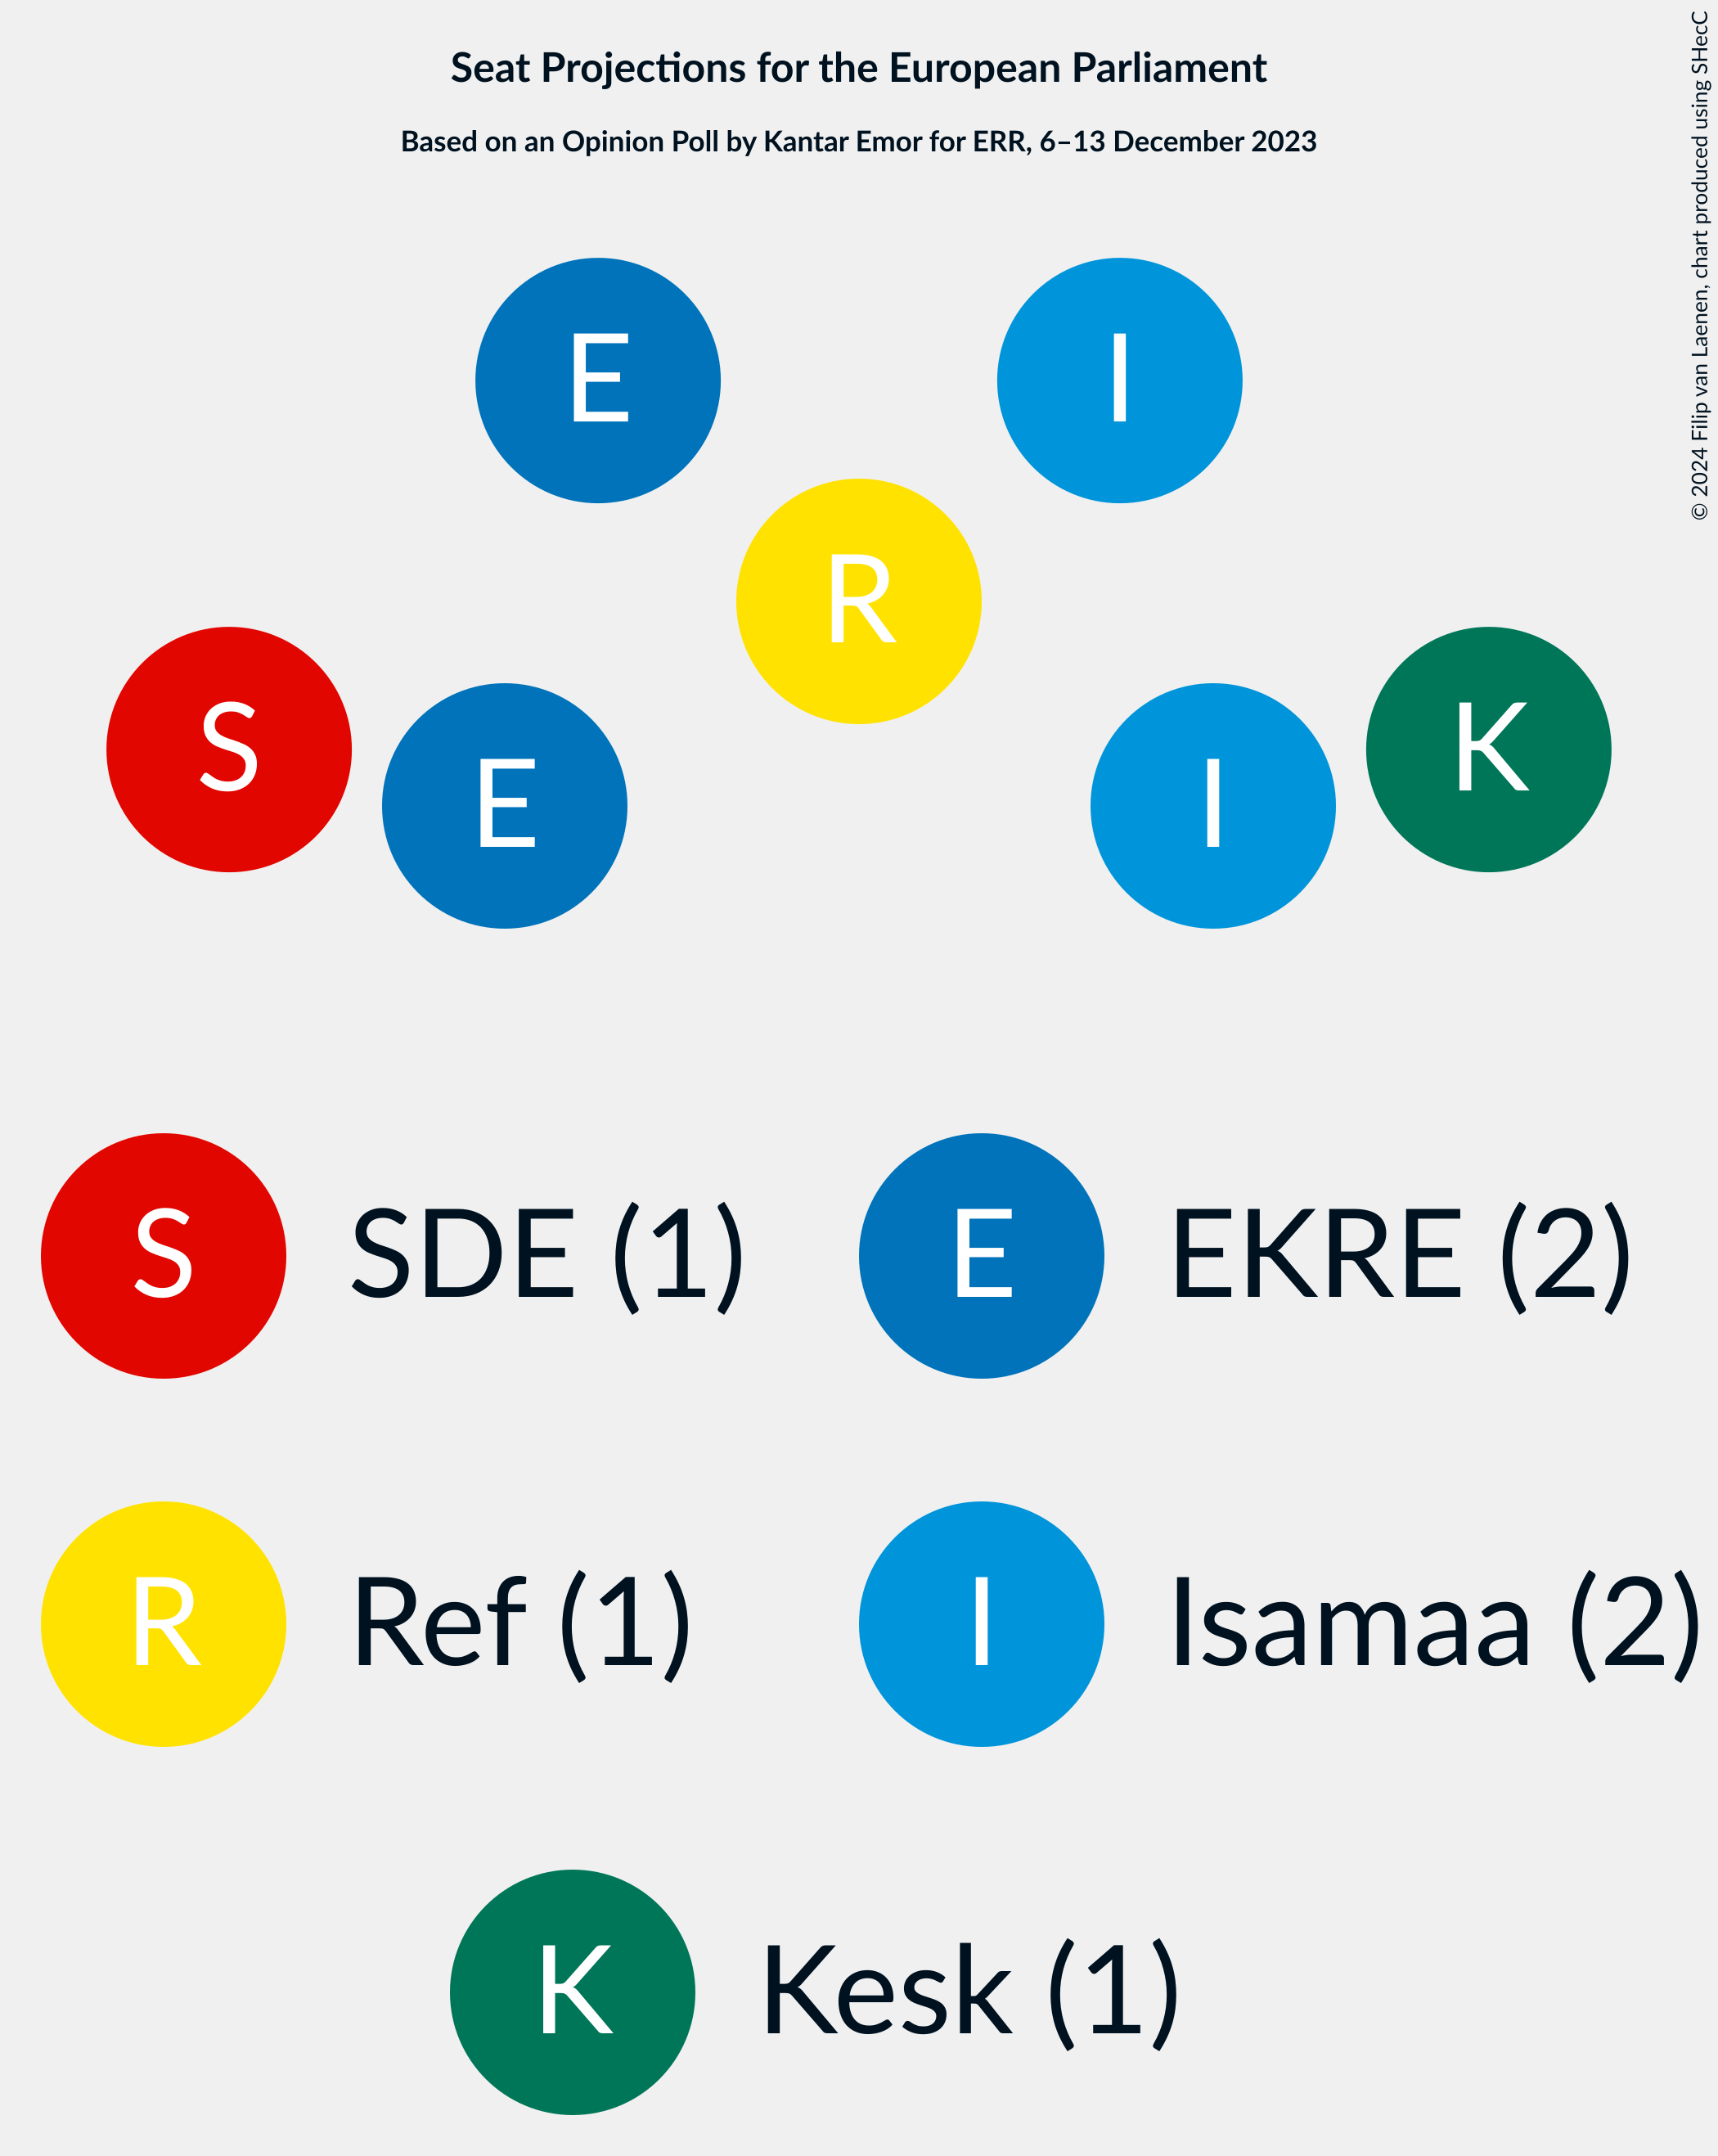 Seat Projections for the European Parliament
Based on an Opinion Poll by Kantar Emor for ERR, 6–13 December 2023
© 2024 Filip van Laenen, chart produced using SHecC
E
I
R
S
K
E
I
S
SDE (1)
E
EKRE (2)
R
Ref (1)
I
Isamaa (2)
K
Kesk (1)